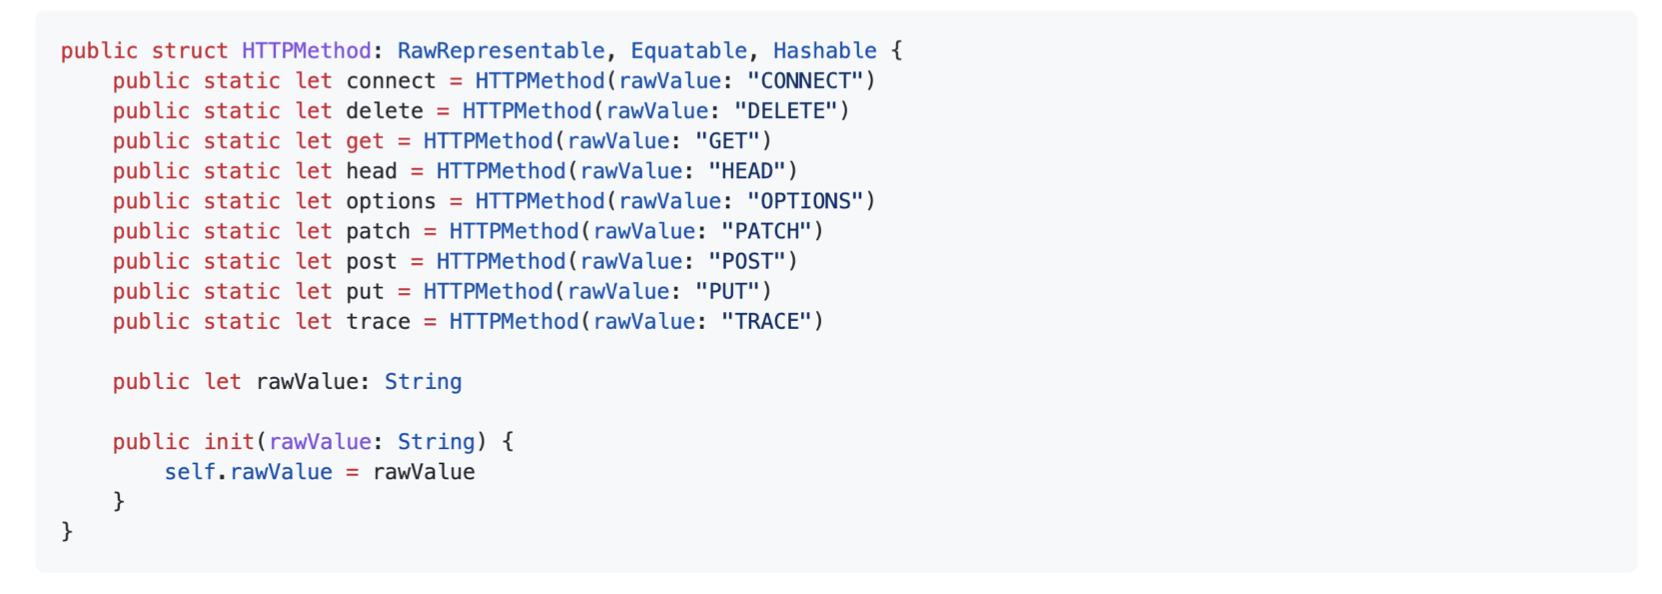 public struct HTTPMethod: RawRepresentable, Equatable, Hashable {
    public static let connect = HTTPMethod(rawValue: "CONNECT")
    public static let delete = HTTPMethod(rawValue: "DELETE")
    public static let get = HTTPMethod(rawValue: "GET")
    public static let head = HTTPMethod(rawValue: "HEAD")
    public static let options = HTTPMethod(rawValue: "OPTIONS")
    public static let patch = HTTPMethod(rawValue: "PATCH")
    public static let post = HTTPMethod(rawValue: "POST")
    public static let put = HTTPMethod(rawValue: "PUT")
    public static let trace = HTTPMethod(rawValue: "TRACE")

    public let rawValue: String

    public init(rawValue: String) {
        self.rawValue = rawValue
    }
}